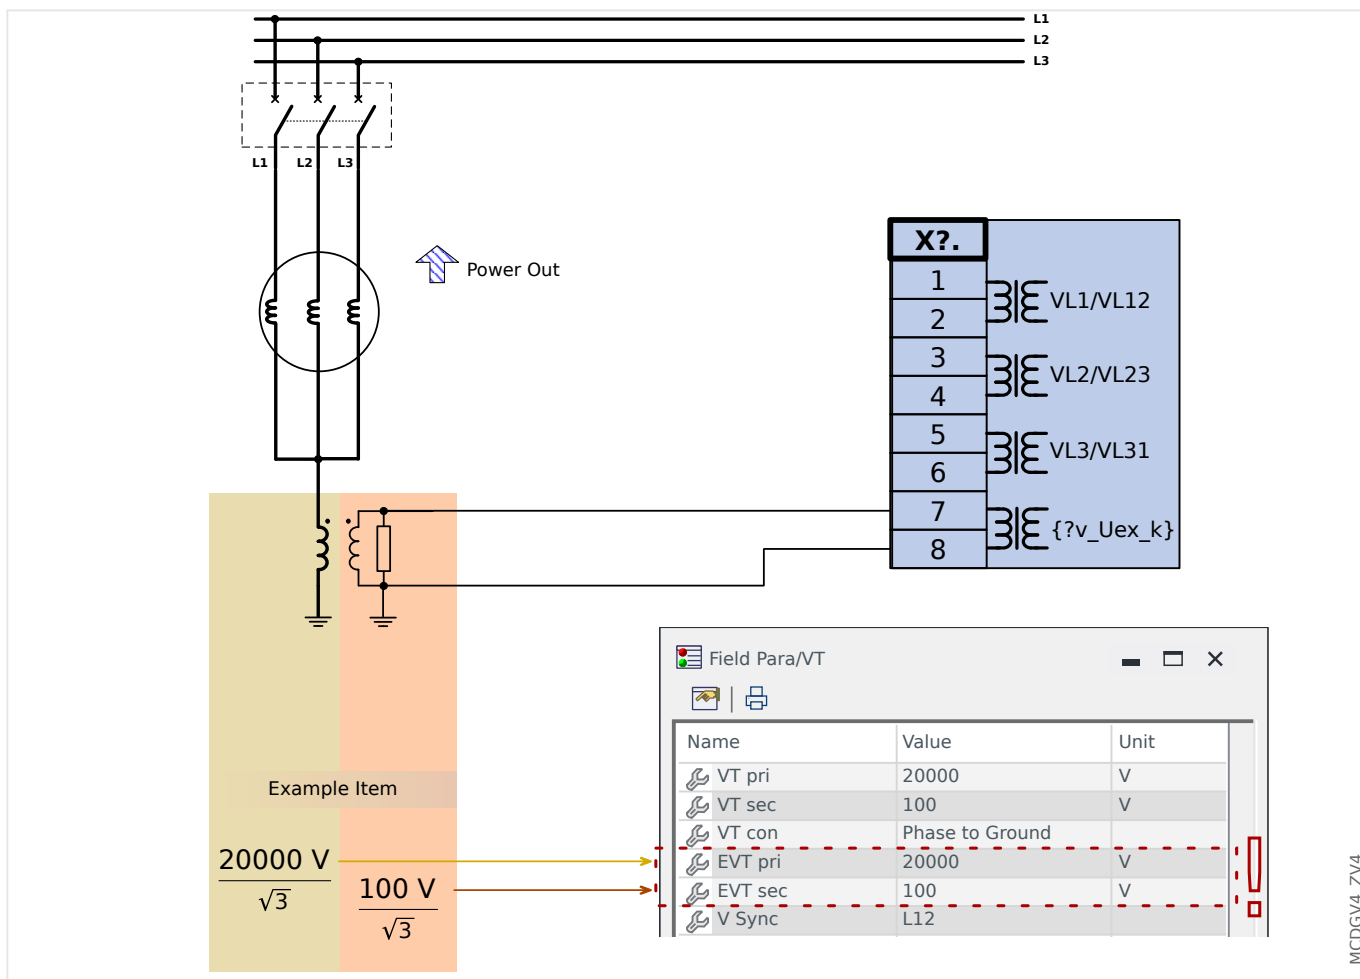 L1
L2
L3
L1 L2 L3
Power Out
X?.
1
2
3
4
5
6
7
8
VL1/VL12
VL2/VL23
VL3/VL31
{?v_Uex_k}
Field Para/VT
Name Value Unit
VT pri 20000 V
VT sec 100 V
VT con Phase to Ground
EVT pri 20000 V
EVT sec 100 V
V Sync L12
Example Item
20000 V
√3
100 V
√3
MCDGV4_ZV4